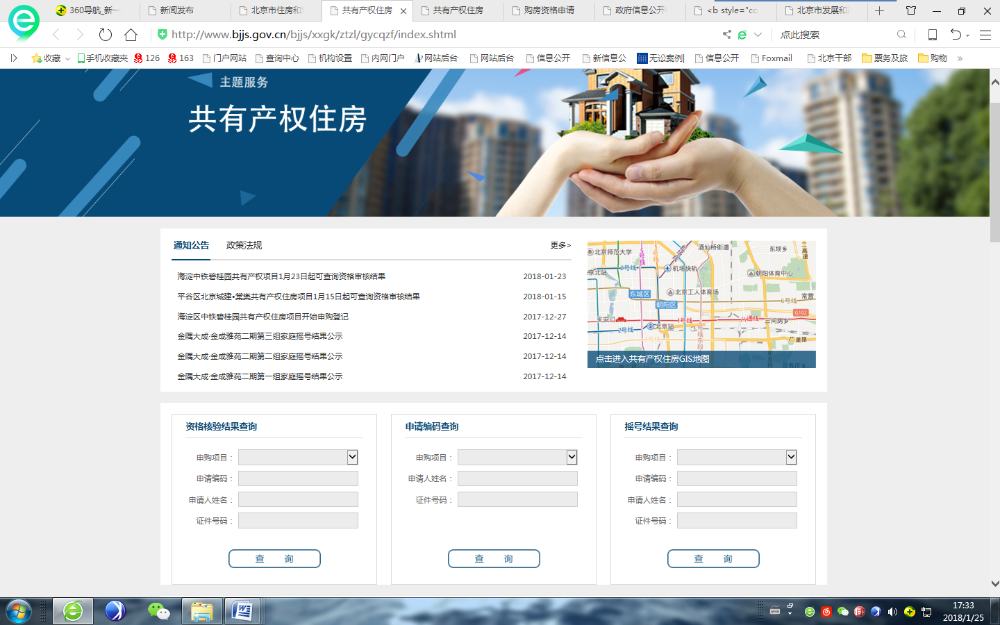 360导航_新一
新闻发布
北京市住房和
共有产权住房
共有产权住房
购房资格申请
政府信息公开
<b style="co
北京市发展和
http://www.bjjs.gov.cn/bjjs/xxgk/ztzl/gycqzf/index.shtml
点此搜索
收藏
手机收藏夹
126
163
门户网站
查询中心
机构设置
内网门户
网站后台
网站后台
信息公开
新信息公
无讼案例|
信息公开
Foxmail
北京干部
票务及旅
购物
»
主题服务
共有产权住房
通知公告 政策法规 更多>
海淀中铁碧桂园共有产权项目1月23日起可查询资格审核结果 2018-01-23
平谷区北京城建•棠樂共有产权住房项目1月15日起可查询资格审核结果 2018-01-15
海淀区中铁碧桂园共有产权住房项目开始申购登记 2017-12-27
金隅大成·金成雅苑二期第三组家庭摇号结果公示 2017-12-14
金隅大成·金成雅苑二期第二组家庭摇号结果公示 2017-12-14
金隅大成·金成雅苑二期第一组家庭摇号结果公示 2017-12-14
北京师范大学
酒仙桥街道
东坝乡
5号线
三高速
2号线
机场快轨
京北站
朝阳体育中心
东城区
北京工人体育场
常营
朝阳区
6号线
G102
天安门
1号线
八通线
三间房乡
2号线
北京站
广渠路
点击进入共有产权住房GIS地图
资格核验结果查询
申购项目：
申请编码：
申请人姓名：
证件号码：
查 询
申请编码查询
申购项目：
申请人姓名：
证件号码：
查 询
摇号结果查询
申购项目：
申请编码：
申请人姓名：
证件号码：
查 询
17:33
2018/1/25